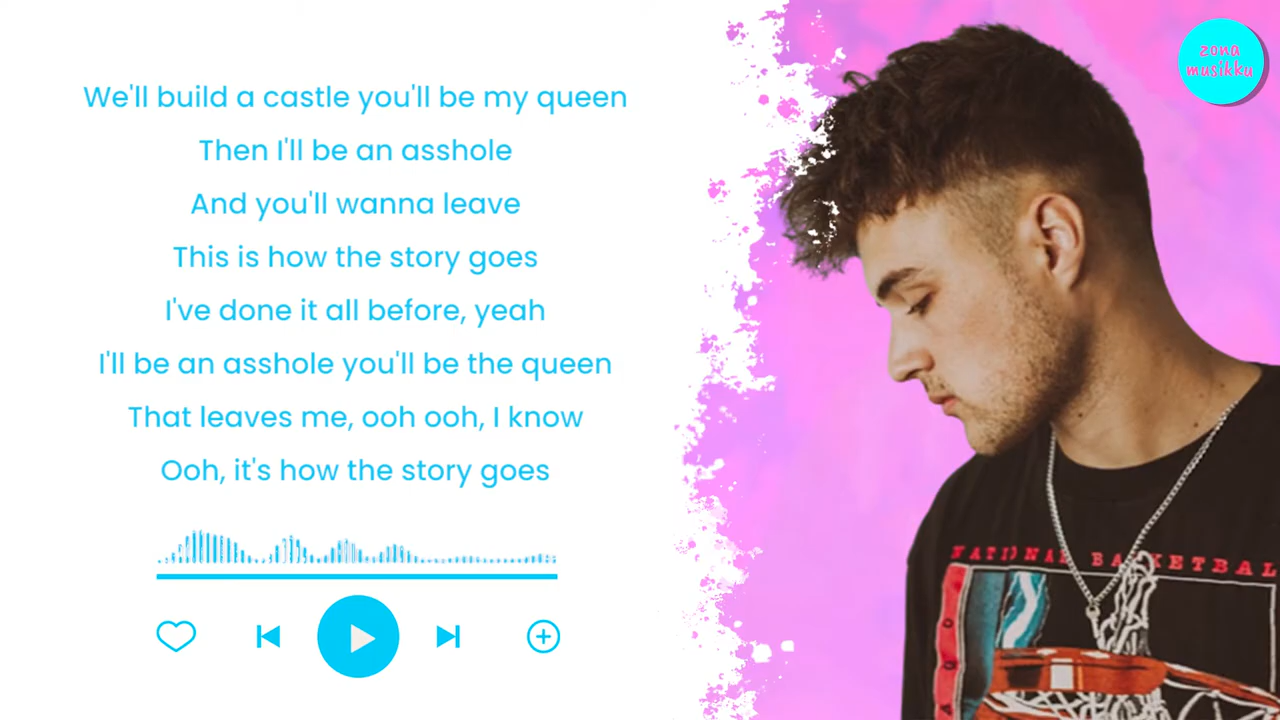 We'll build a castle you'll be my queen
Then I'll be an asshole
And you'll wanna leave
This is how the story goes
I've done it all before, yeah
I'll be an asshole you'll be the queen
That leaves me, ooh ooh, I know
Ooh, it's how the story goes
zona
musikku
NATIONAL BASKETBAL